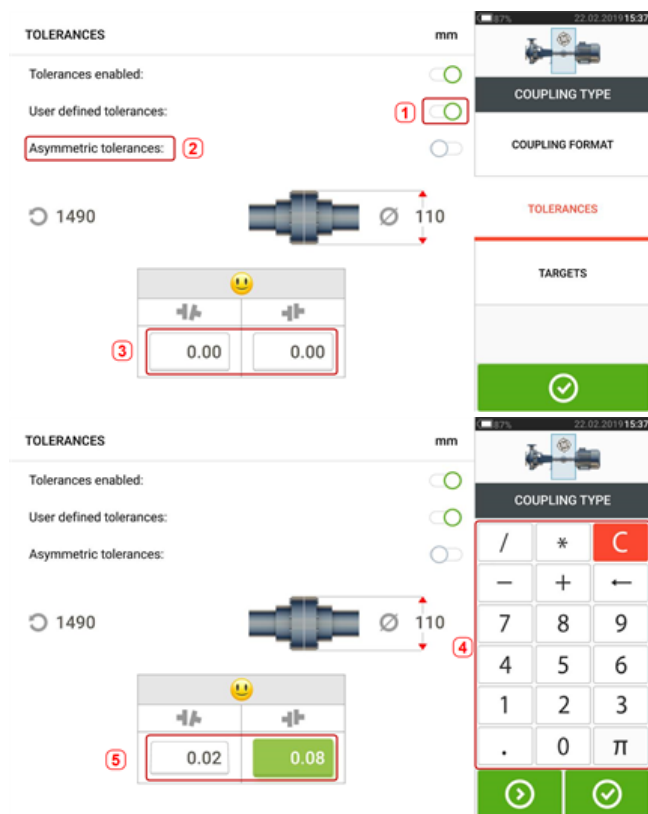 TOLERANCES mm
Tolerances enabled:
User defined tolerances: 1
Asymmetric tolerances: 2
1490 Ø 110
3 0.00 0.00
87% 22.02.2019 15:37
COUPLING TYPE
COUPLING FORMAT
TOLERANCES
TARGETS
TOLERANCES mm
Tolerances enabled:
User defined tolerances:
Asymmetric tolerances:
1490 Ø 110
5 0.02 0.08
87% 22.02.2019 15:37
COUPLING TYPE
4
/ * C
− + ←
7 8 9
4 5 6
1 2 3
. 0 π